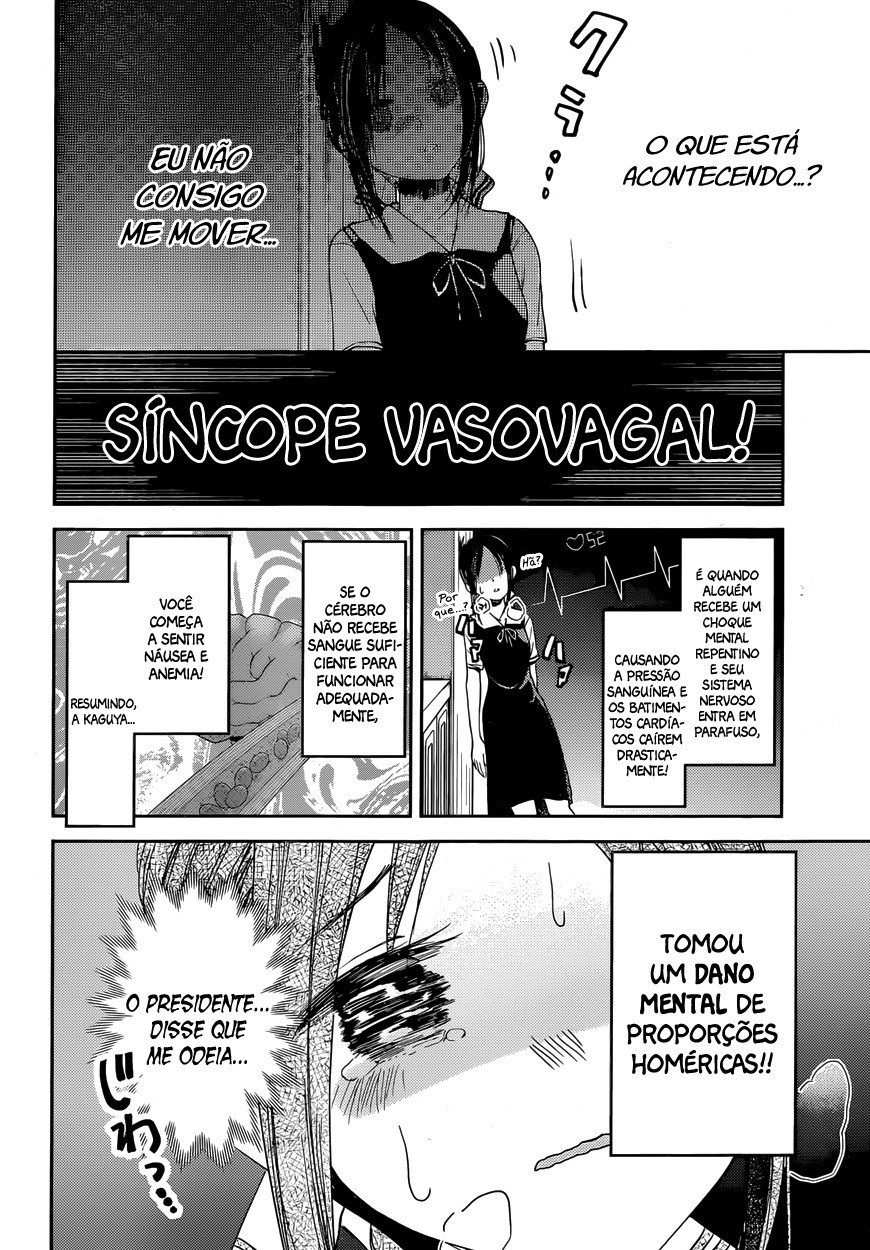 クラ...
O QUE ESTÁ
ACONTECENDO...?
EU NÃO
CONSIGO
ME MOVER...
SÍNCOPE VASOVAGAL!
É QUANDO
ALGUÉM
RECEBE UM
CHOQUE
MENTAL
REPENTINO
E SEU
SISTEMA
NERVOSO
ENTRA EM
PARAFUSO,
CAUSANDO
A PRESSÃO
SANGUÍNEA E
OS BATIMEN-
TOS CARDÍA-
COS CAÍREM
DRASTICA-
MENTE!
52
Hã?
Por
que...?
SE O
CÉREBRO
NÃO RECEBE
SANGUE SUFI-
CIENTE PARA
FUNCIONAR
ADEQUADA-
MENTE,
VOCÊ
COMEÇA
A SENTIR
NÁUSEA E
ANEMIA!
RESUMINDO,
A KAGUYA...
TOMOU
UM DANO
MENTAL DE
PROPORÇÕES
HOMÉRICAS!!
O PRESIDENTE...
DISSE QUE
ME ODEIA...
じわっ...